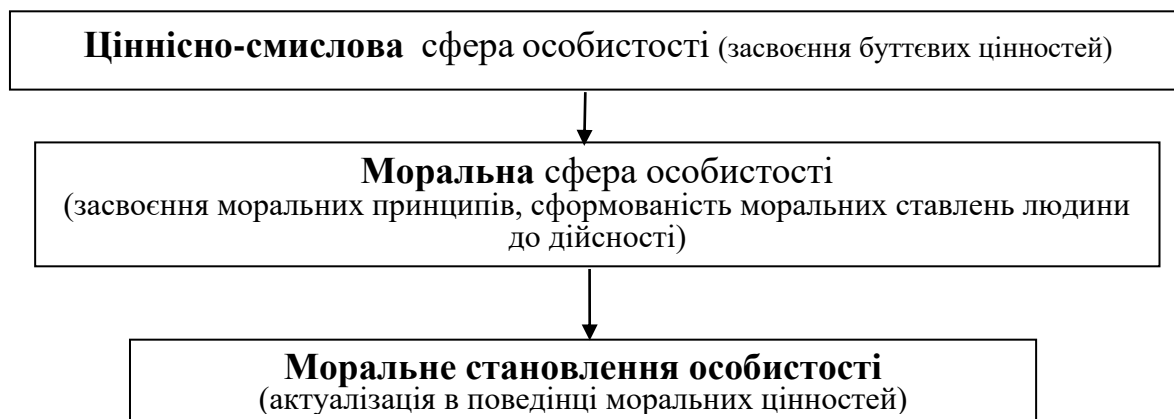 Ціннісно-смислова сфера особистості (засвоєння буттєвих цінностей)
Моральна сфера особистості
(засвоєння моральних принципів, сформованість моральних ставлень людини
до дійсності)
Моральне становлення особистості
(актуалізація в поведінці моральних цінностей)